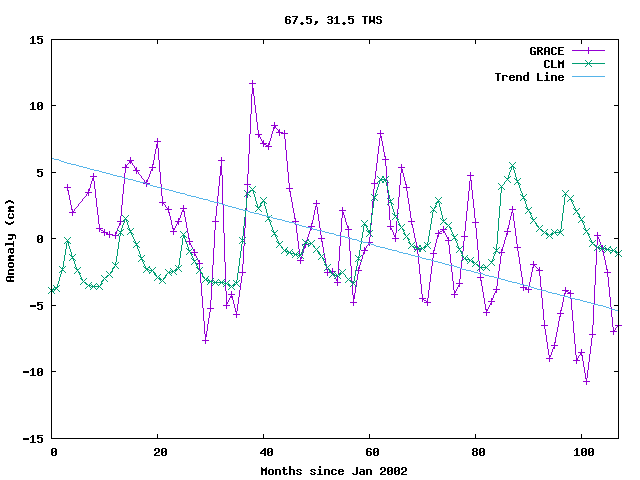 67.5, 31.5 TWS
GRACE
CLM
Trend Line
15
10
5
0
-5
-10
-15
Anomaly (cm)
0 20 40 60 80 100
Months since Jan 2002